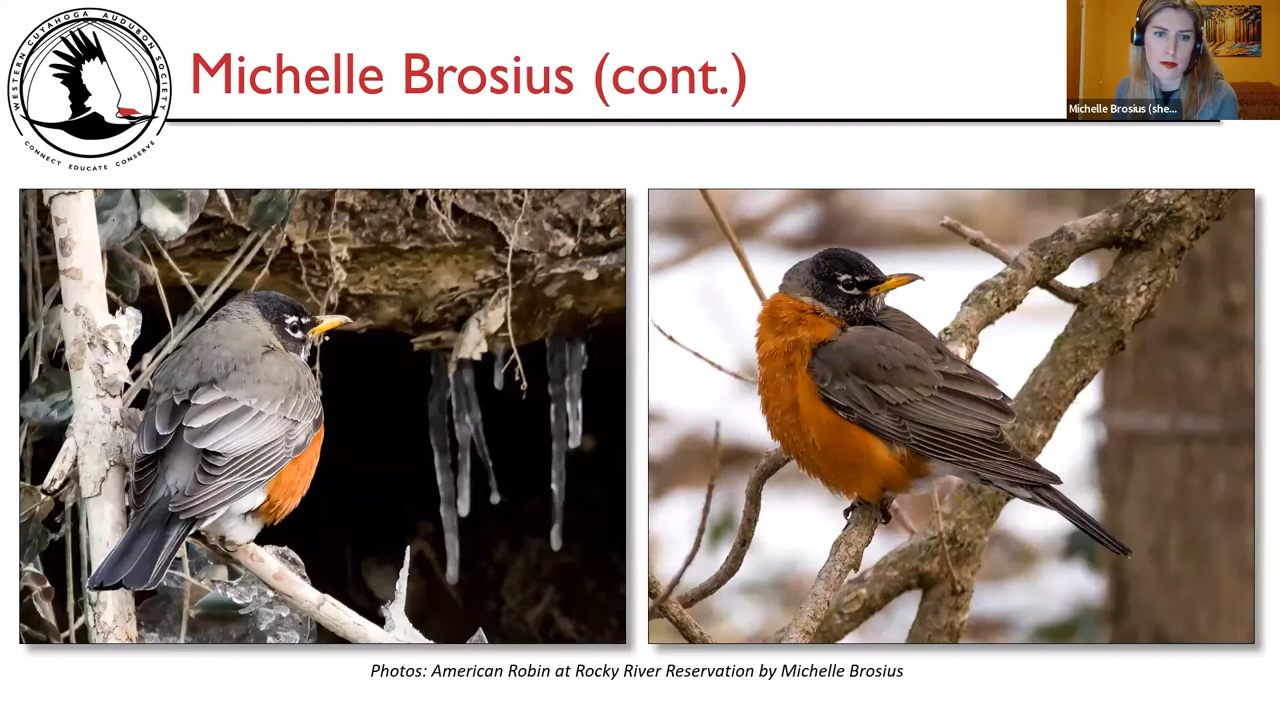 WESTERN CUYAHOGA AUDUBON SOCIETY
CONNECT EDUCATE CONSERVE
Michelle Brosius (cont.)
Michelle Brosius (she...
Photos: American Robin at Rocky River Reservation by Michelle Brosius